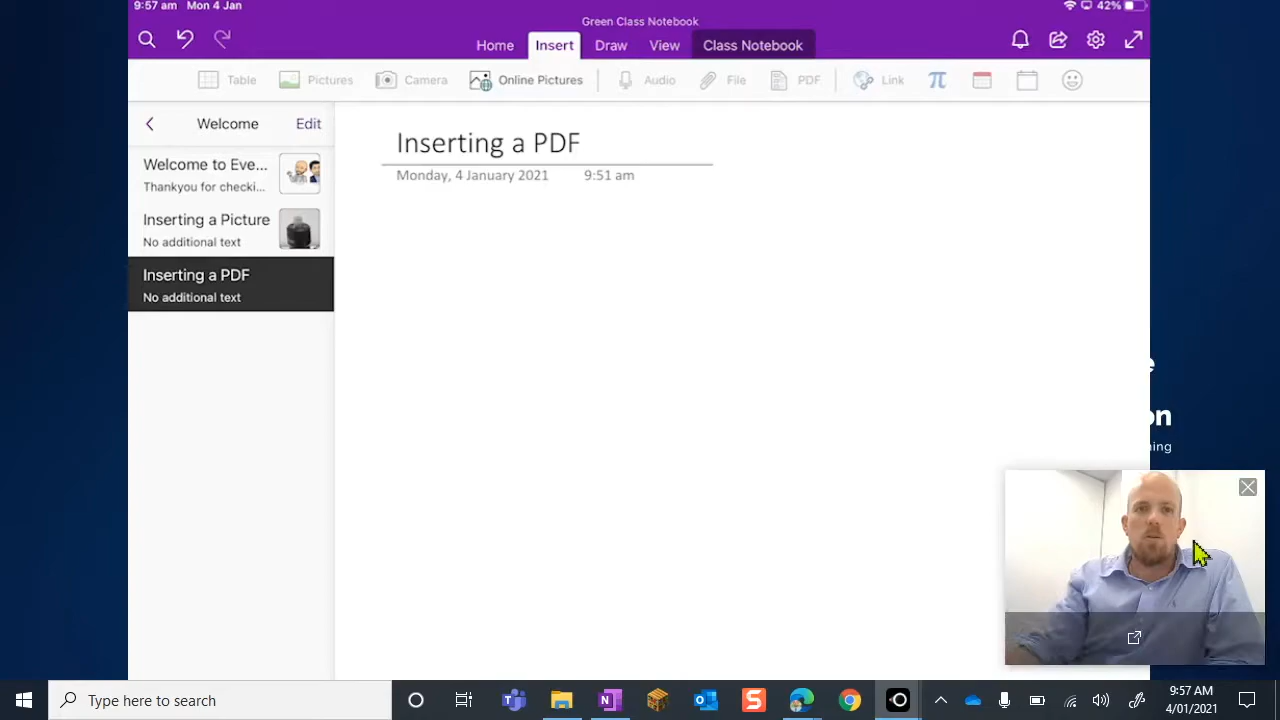 9:57 am Mon 4 Jan
42%
Green Class Notebook
Home Insert Draw View Class Notebook
Table Pictures Camera Online Pictures Audio File PDF Link π
Welcome Edit
Welcome to Eve...
Thankyou for checki...
Inserting a Picture
No additional text
Inserting a PDF
No additional text
Inserting a PDF
Monday, 4 January 2021 9:51 am
e
on
ning
Type here to search
9:57 AM
4/01/2021